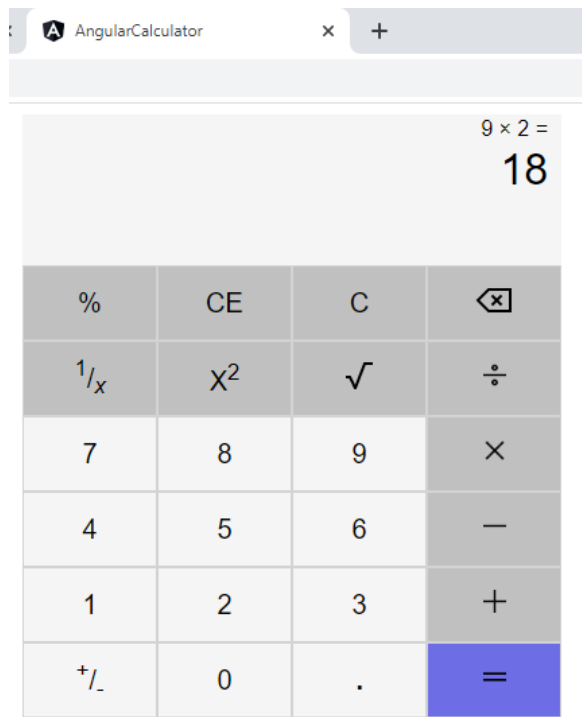 AngularCalculator
9 × 2 =
18
% CE C
1/x X² √ ÷
7 8 9 ×
4 5 6 −
1 2 3 +
+/- 0 . =